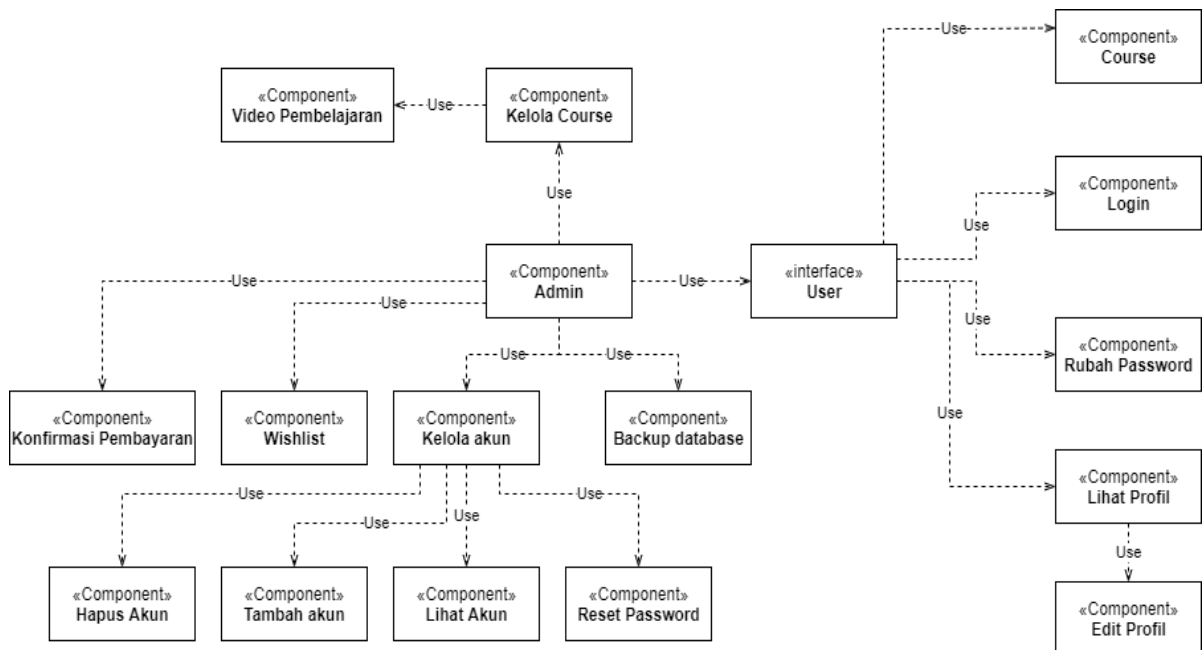 «Component»
Course
Use
«Component»
Video Pembelajaran
Use
«Component»
Kelola Course
Use
«Component»
Login
Use
«Component»
Admin
Use
«interface»
User
Use
Use
Use
Use
«Component»
Rubah Password
Use
Use
«Component»
Konfirmasi Pembayaran
«Component»
Wishlist
«Component»
Kelola akun
«Component»
Backup database
Use
«Component»
Lihat Profil
Use
Use
Use
Use
Use
«Component»
Hapus Akun
«Component»
Tambah akun
«Component»
Lihat Akun
«Component»
Reset Password
«Component»
Edit Profil